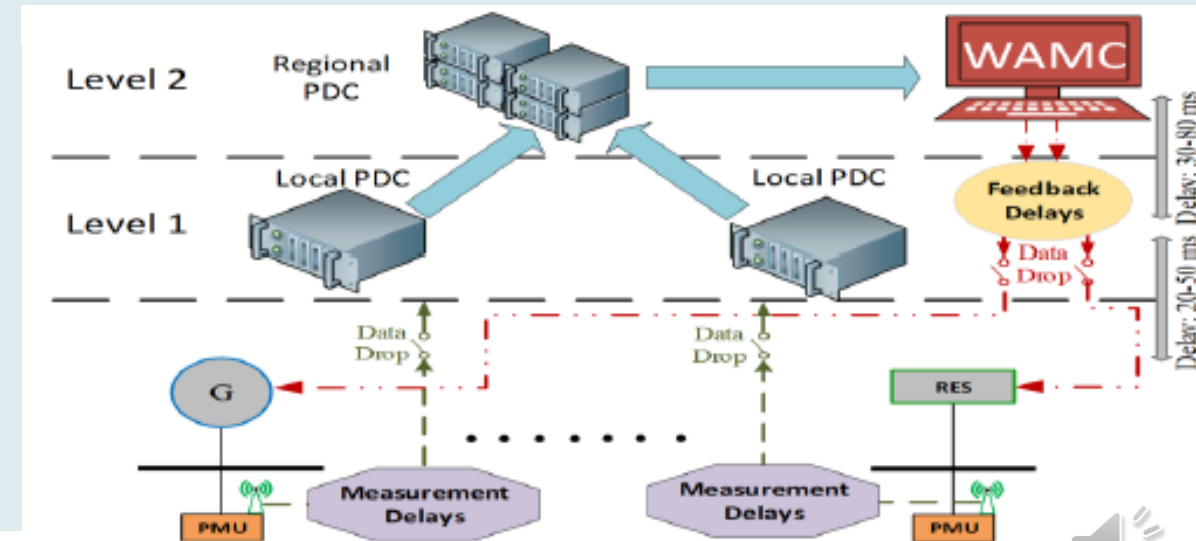 Level 2
Regional
PDC
WAMC
Delay: 30-80 ms
Local PDC
Local PDC
Level 1
Feedback
Delays
Data
Drop
Delay: 20-50 ms
Data
Drop
Data
Drop
G
RES
Measurement
Delays
Measurement
Delays
PMU
PMU